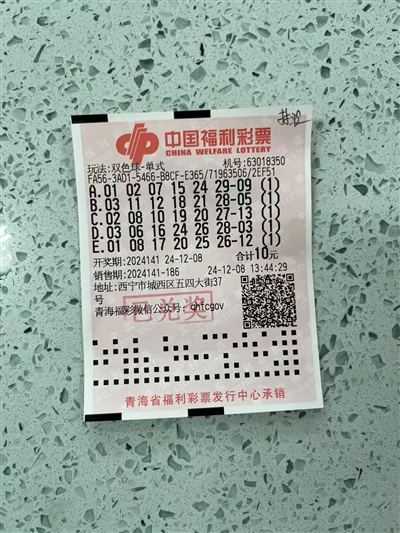 中国福利彩票
CHINA WELFARE LOTTERY
玩法:双色球-单式 机号:63018350
FA56-3AD1-5466-B8CF-E365/71963506/2EF51
A.01 02 07 15 24 29-09 (1)
B.03 11 12 18 21 28-05 (1)
C.02 08 10 19 20 27-13 (1)
D.03 06 16 24 26 28-04 (1)
E.01 08 17 20 25 26-12 (1)
开奖期:2024141 24-12-08 合计10元
销售期:2024141-186 24-12-08 13:44:29
地址:西宁市城西区五四大街37
号
青海福彩微信公众号:qhfcgov
已兑奖
青海省福利彩票发行中心承销